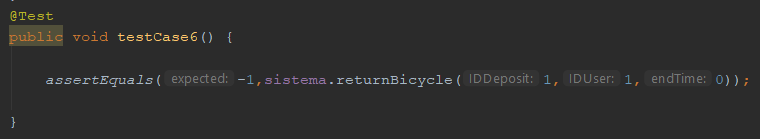 @Test
public void testCase6() {
assertEquals( expected: -1,sistema.returnBicycle( IDDeposit: 1, IDUser: 1, endTime: 0));
}